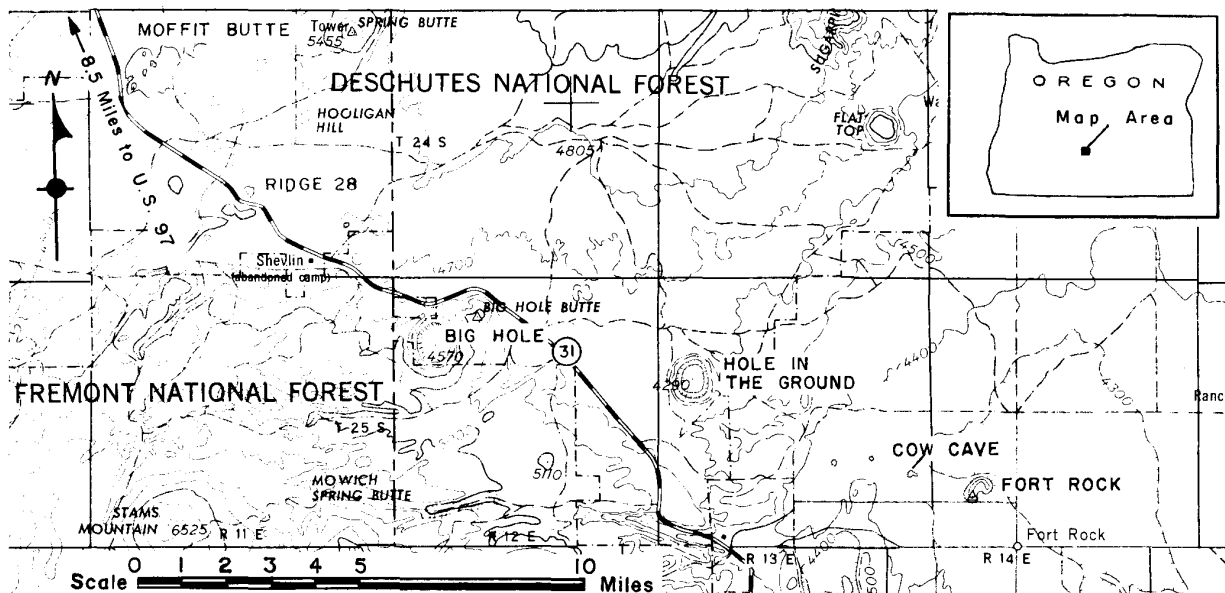 MOFFIT BUTTE
Tower
5455
SPRING BUTTE
SUGARPINE
OREGON
Map Area
N
8.5 Miles to U.S. 97
DESCHUTES NATIONAL FOREST
HOOLIGAN
HILL
T 24 S
4805
FLAT
TOP
RIDGE 28
Shevlin
(abandoned camp)
4700
4500
BIG HOLE BUTTE
BIG HOLE
4570
31
HOLE IN
THE GROUND
4290
4400
4300
FREMONT NATIONAL FOREST
T 25 S
Ranc
COW CAVE
5110
MOWICH
SPRING BUTTE
FORT ROCK
STAMS
MOUNTAIN 6525
R 11 E
R 12 E
R 13 E
4400
R 14 E
Fort Rock
Scale 0 1 2 3 4 5 10 Miles